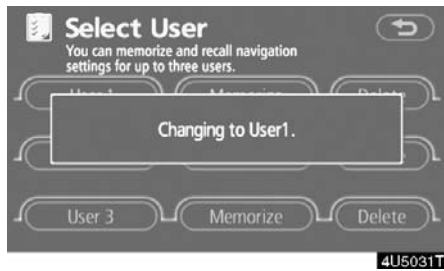 Select User
You can memorize and recall navigation
settings for up to three users.
Changing to User1.
User 3 Memorize Delete
4U5031T